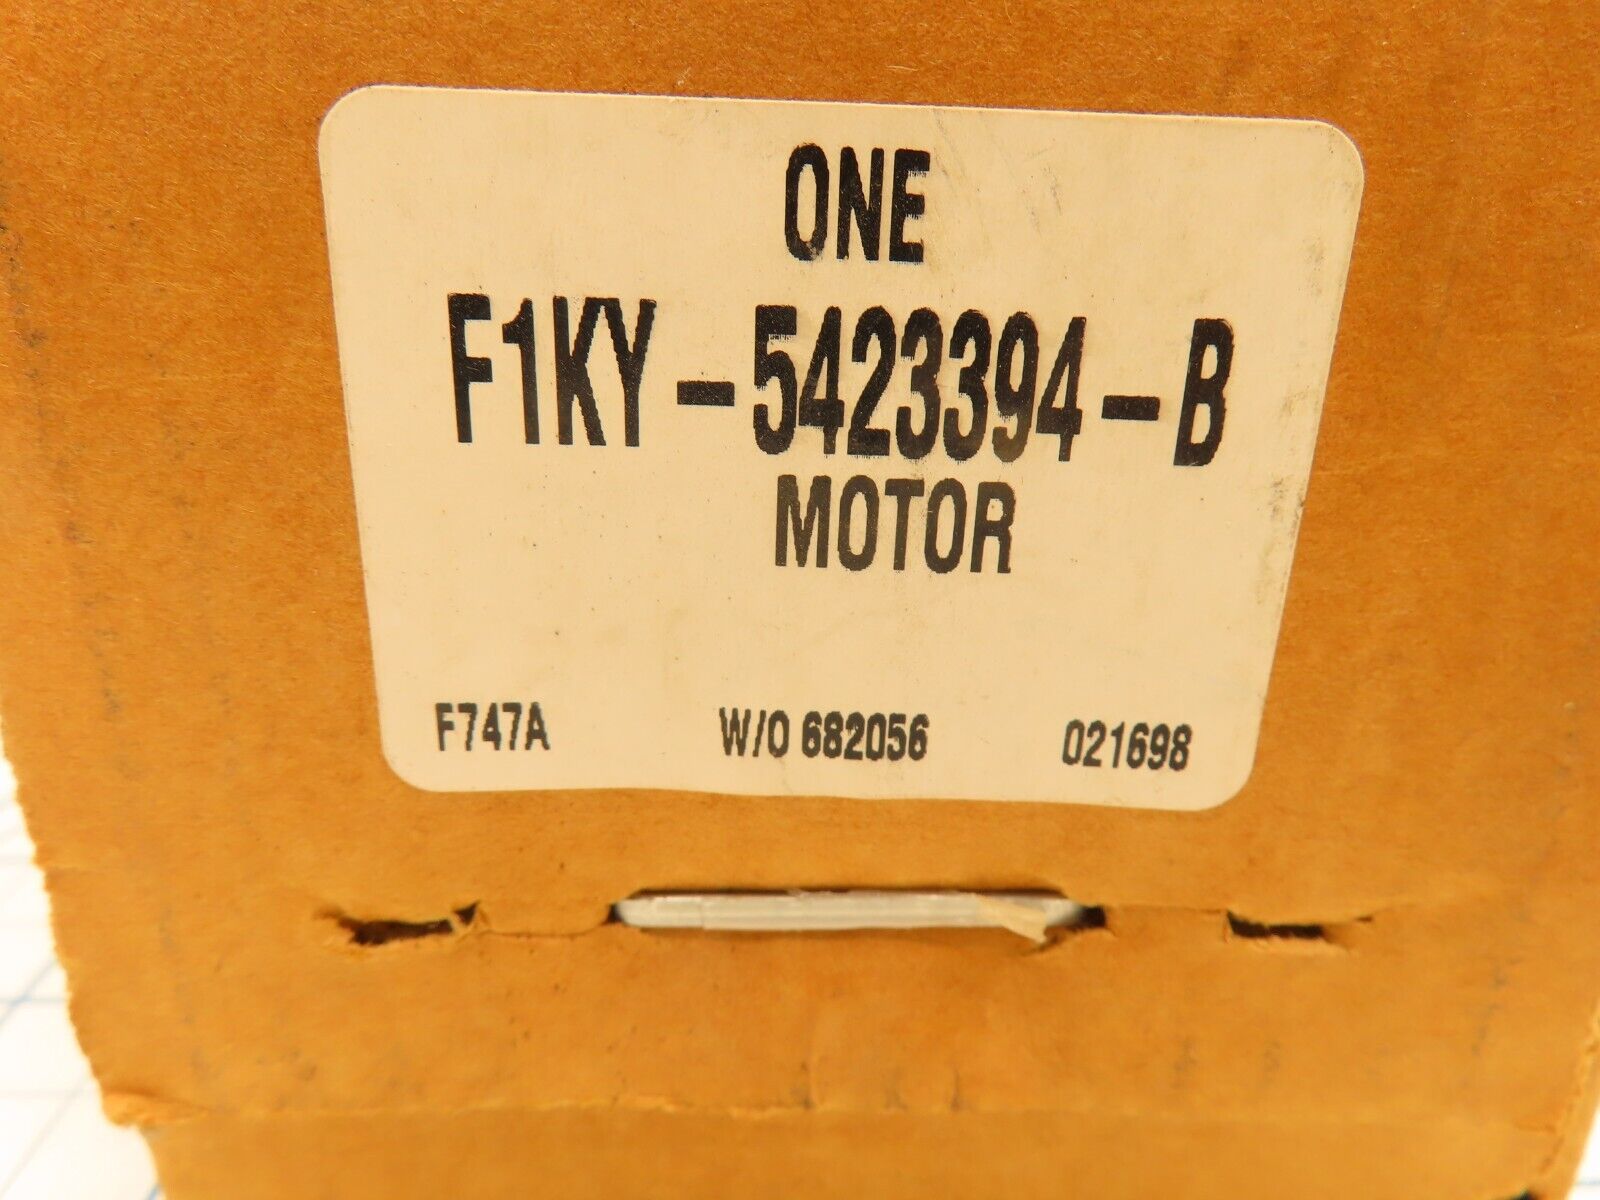 ONE
F1KY-5423394-B
MOTOR
F747A W/O 682056 021698